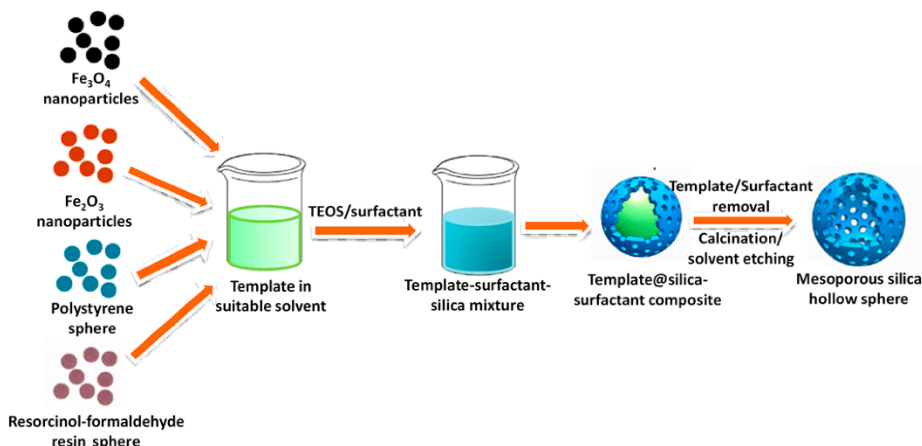 Fe₃O₄
nanoparticles
Fe₂O₃
nanoparticles
Polystyrene
sphere
Resorcinol-formaldehyde
resin sphere
Template in
suitable solvent
TEOS/surfactant
Template-surfactant-
silica mixture
Template@silica-
surfactant composite
Template/Surfactant
removal
Calcination/
solvent etching
Mesoporous silica
hollow sphere